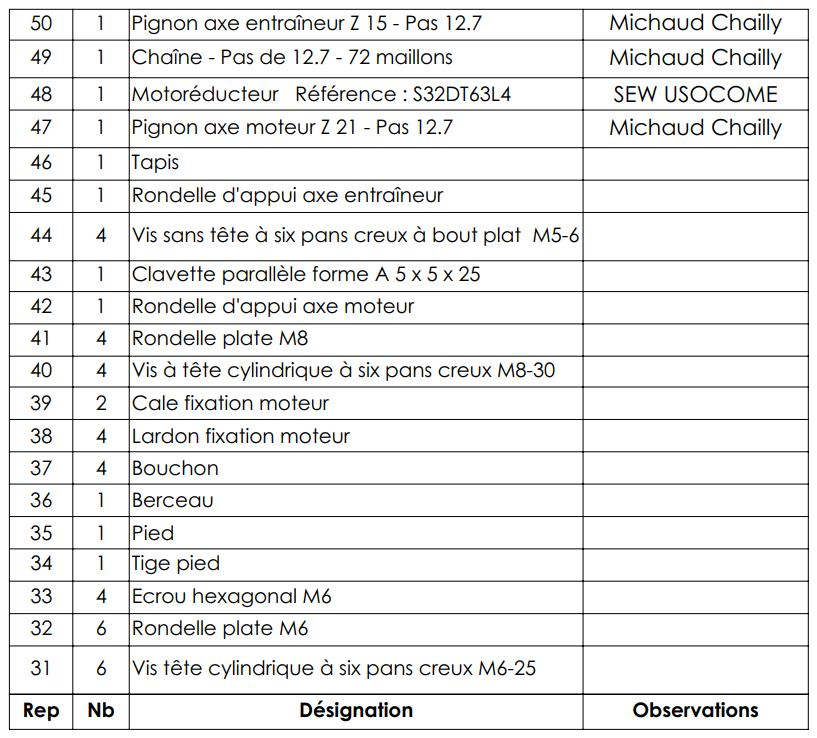 50 1 Pignon axe entraîneur Z 15 - Pas 12.7 Michaud Chailly
49 1 Chaîne - Pas de 12.7 - 72 maillons Michaud Chailly
48 1 Motoréducteur Référence : S32DT63L4 SEW USOCOME
47 1 Pignon axe moteur Z 21 - Pas 12.7 Michaud Chailly
46 1 Tapis
45 1 Rondelle d'appui axe entraîneur
44 4 Vis sans tête à six pans creux à bout plat M5-6
43 1 Clavette parallèle forme A 5 x 5 x 25
42 1 Rondelle d'appui axe moteur
41 4 Rondelle plate M8
40 4 Vis à tête cylindrique à six pans creux M8-30
39 2 Cale fixation moteur
38 4 Lardon fixation moteur
37 4 Bouchon
36 1 Berceau
35 1 Pied
34 1 Tige pied
33 4 Ecrou hexagonal M6
32 6 Rondelle plate M6
31 6 Vis tête cylindrique à six pans creux M6-25
Rep Nb Désignation Observations